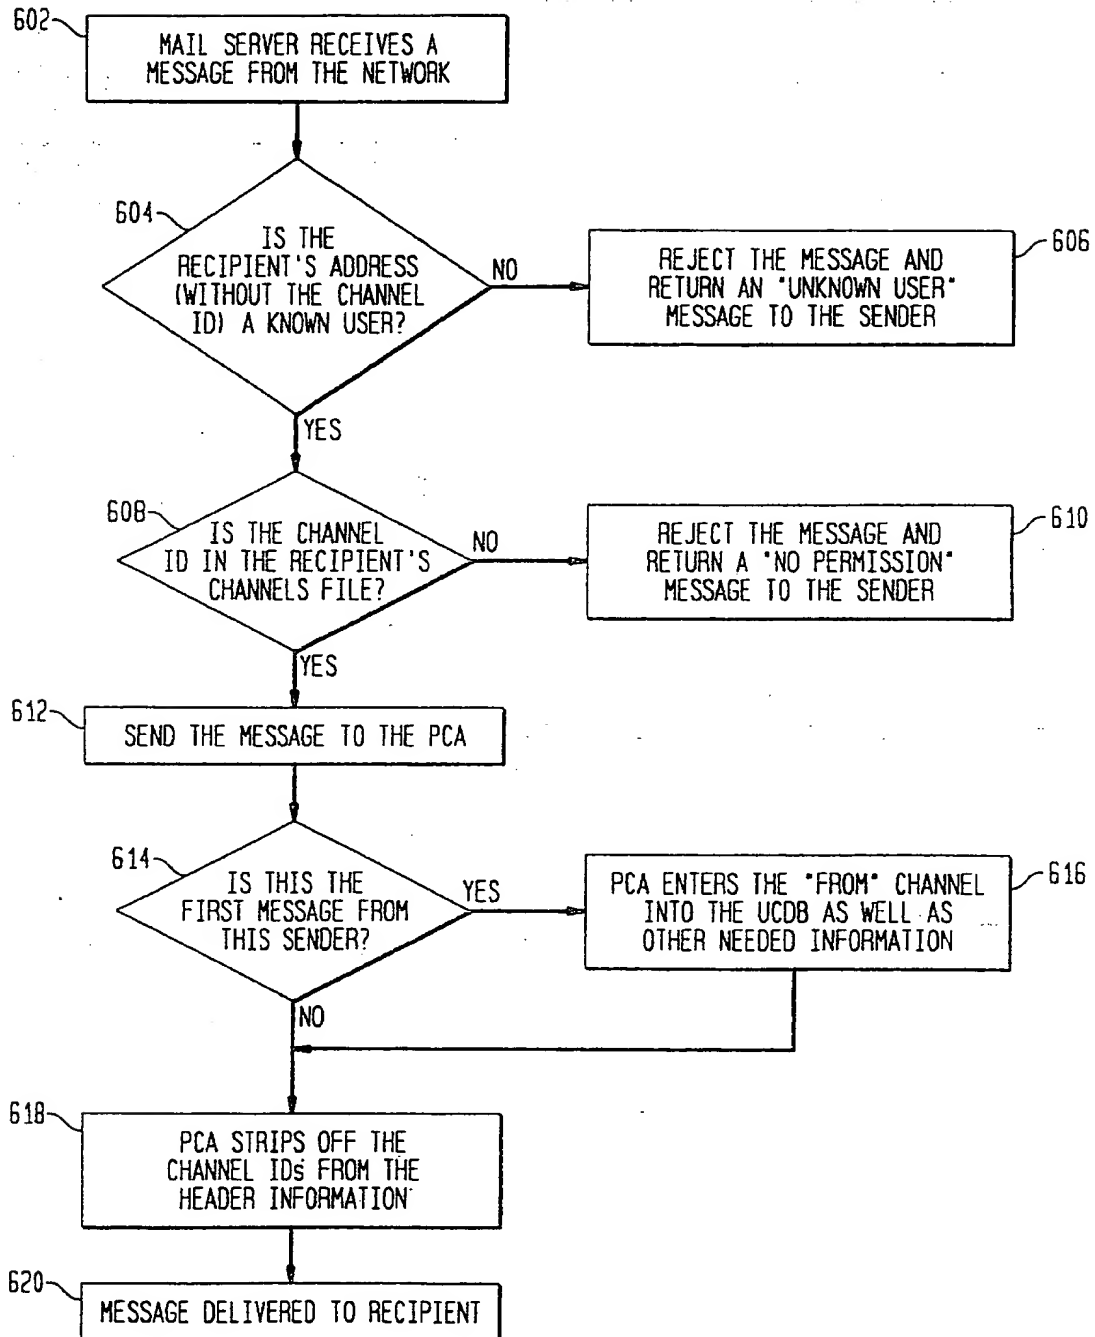 602
MAIL SERVER RECEIVES A
MESSAGE FROM THE NETWORK
604
IS THE
RECIPIENT'S ADDRESS
(WITHOUT THE CHANNEL
ID) A KNOWN USER?
NO
606
REJECT THE MESSAGE AND
RETURN AN "UNKNOWN USER"
MESSAGE TO THE SENDER
YES
608
IS THE CHANNEL
ID IN THE RECIPIENT'S
CHANNELS FILE?
NO
610
REJECT THE MESSAGE AND
RETURN A "NO PERMISSION"
MESSAGE TO THE SENDER
YES
612
SEND THE MESSAGE TO THE PCA
614
IS THIS THE
FIRST MESSAGE FROM
THIS SENDER?
YES
616
PCA ENTERS THE "FROM" CHANNEL
INTO THE UCDB AS WELL AS
OTHER NEEDED INFORMATION
NO
618
PCA STRIPS OFF THE
CHANNEL IDs FROM THE
HEADER INFORMATION
620
MESSAGE DELIVERED TO RECIPIENT